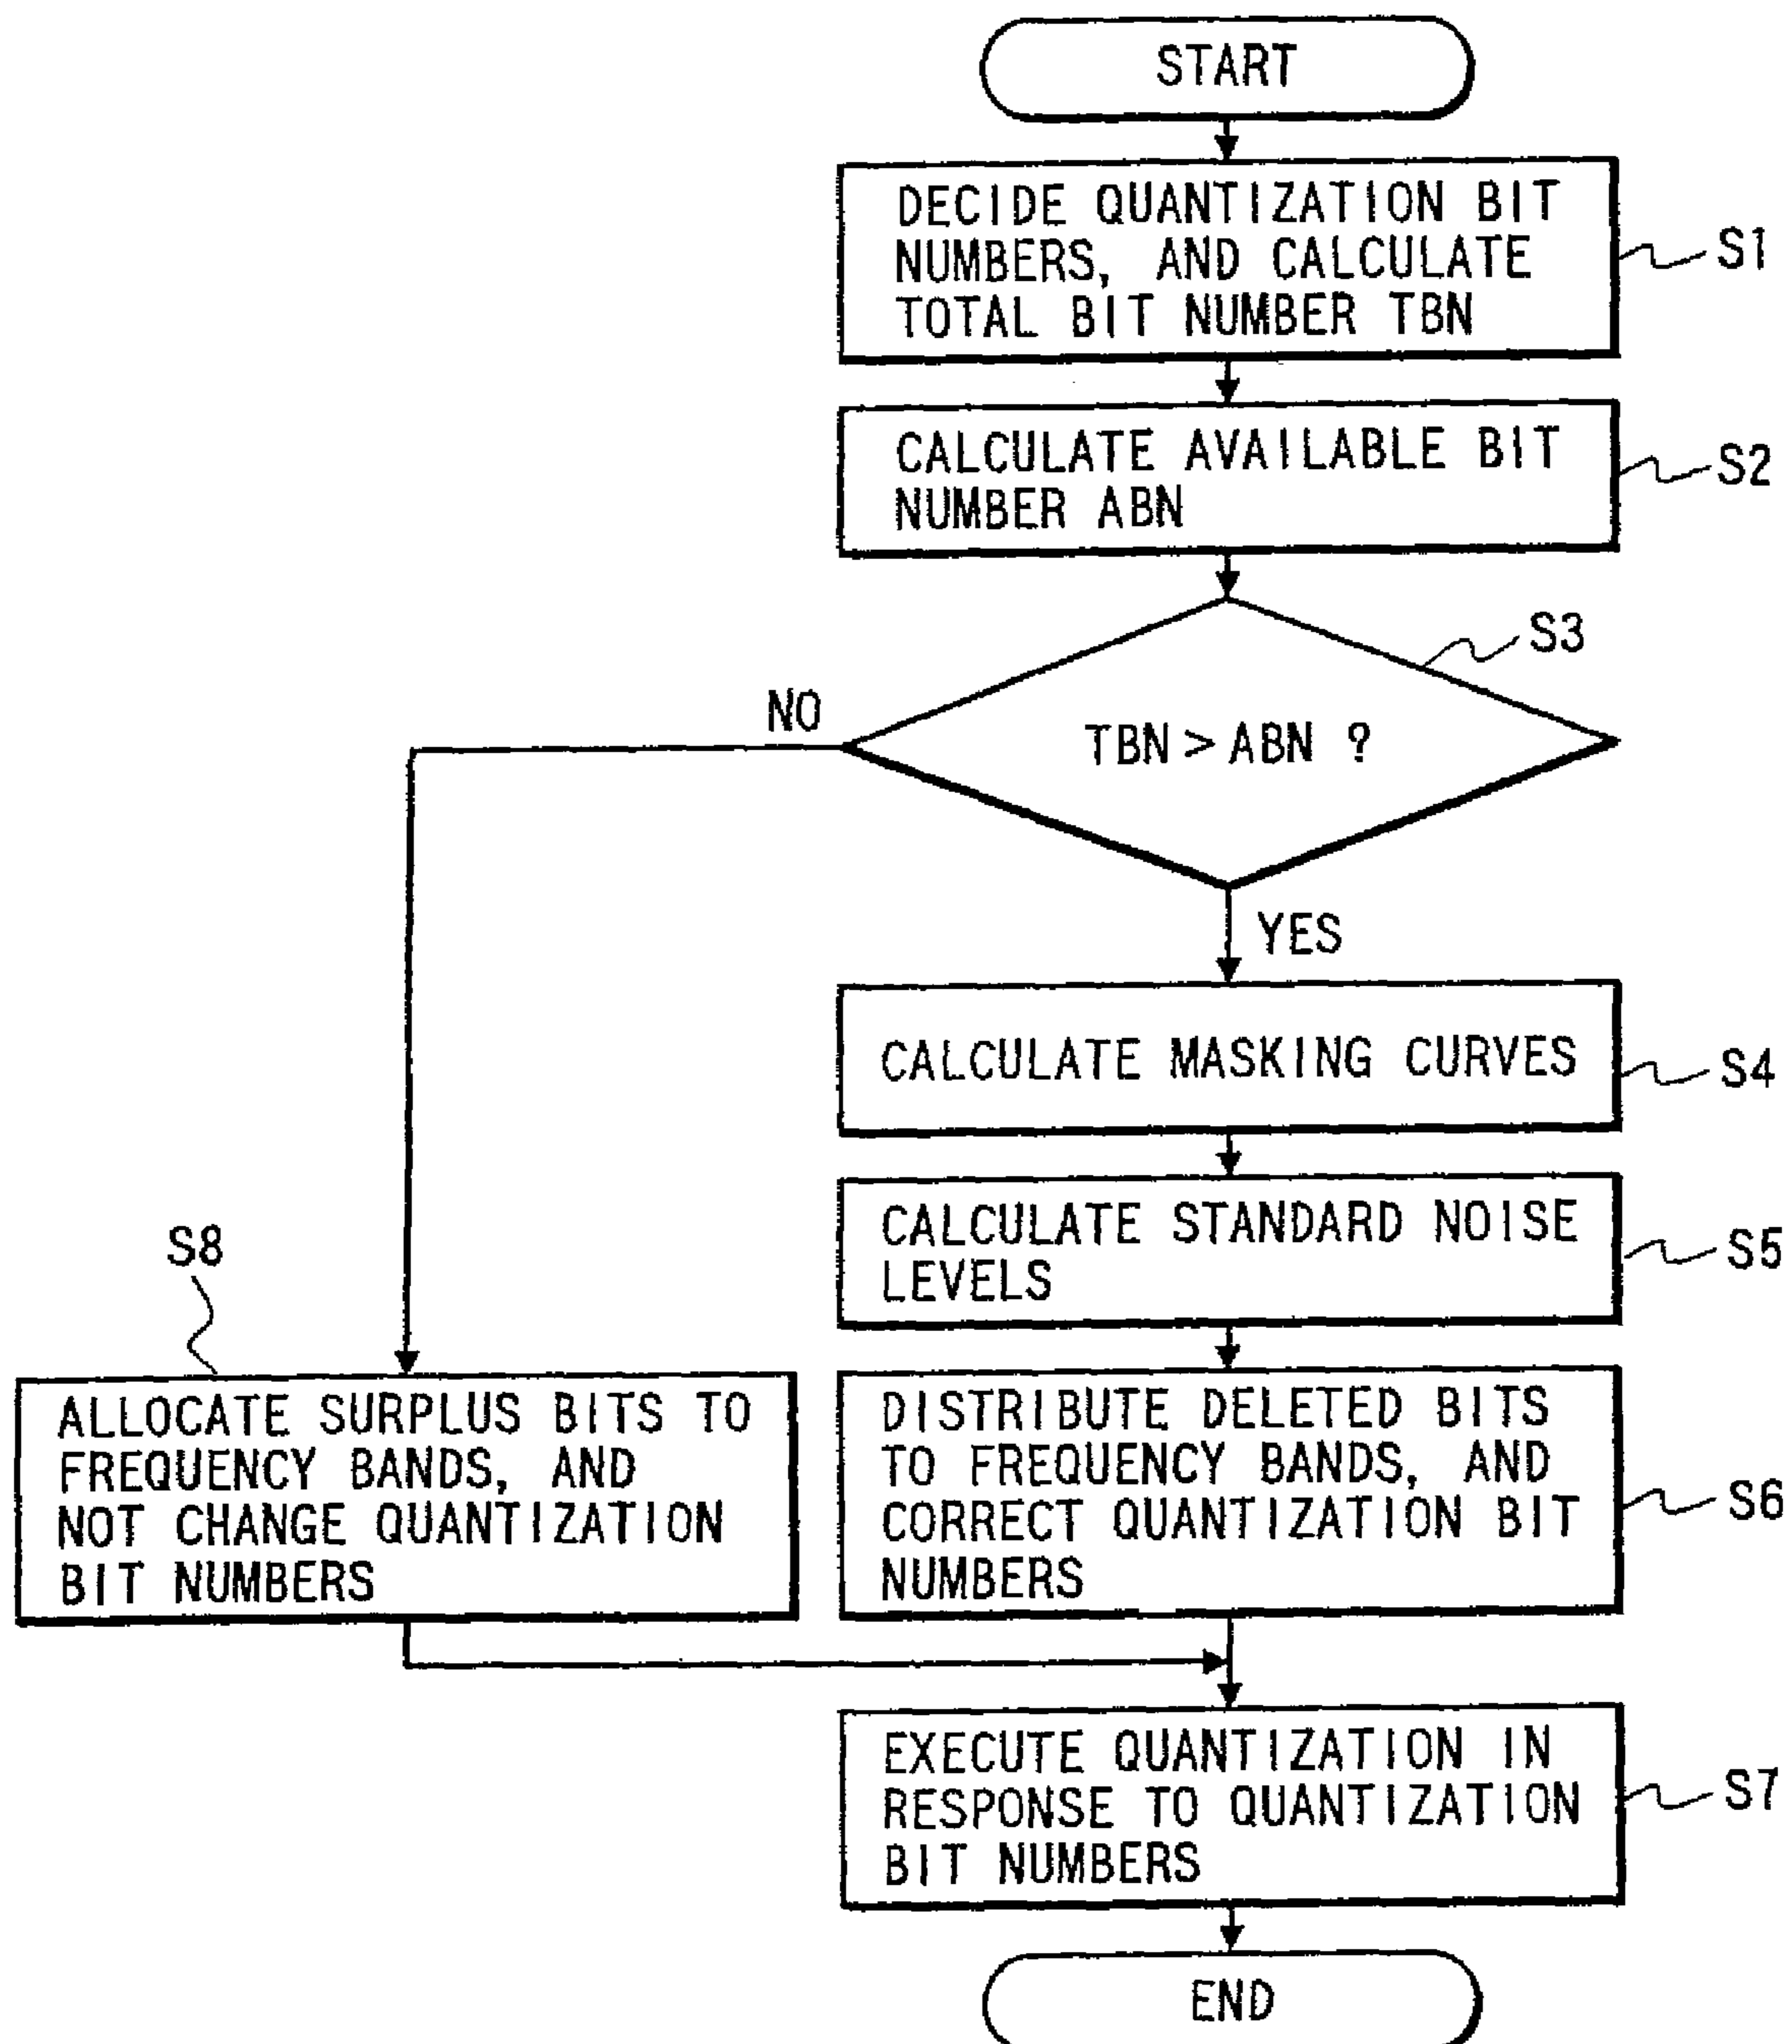 START
DECIDE QUANTIZATION BIT
NUMBERS, AND CALCULATE
TOTAL BIT NUMBER TBN
S1
CALCULATE AVAILABLE BIT
NUMBER ABN
S2
S3
TBN > ABN ?
NO
YES
CALCULATE MASKING CURVES
S4
CALCULATE STANDARD NOISE
LEVELS
S5
S8
ALLOCATE SURPLUS BITS TO
FREQUENCY BANDS, AND
NOT CHANGE QUANTIZATION
BIT NUMBERS
DISTRIBUTE DELETED BITS
TO FREQUENCY BANDS, AND
CORRECT QUANTIZATION BIT
NUMBERS
S6
EXECUTE QUANTIZATION IN
RESPONSE TO QUANTIZATION
BIT NUMBERS
S7
END